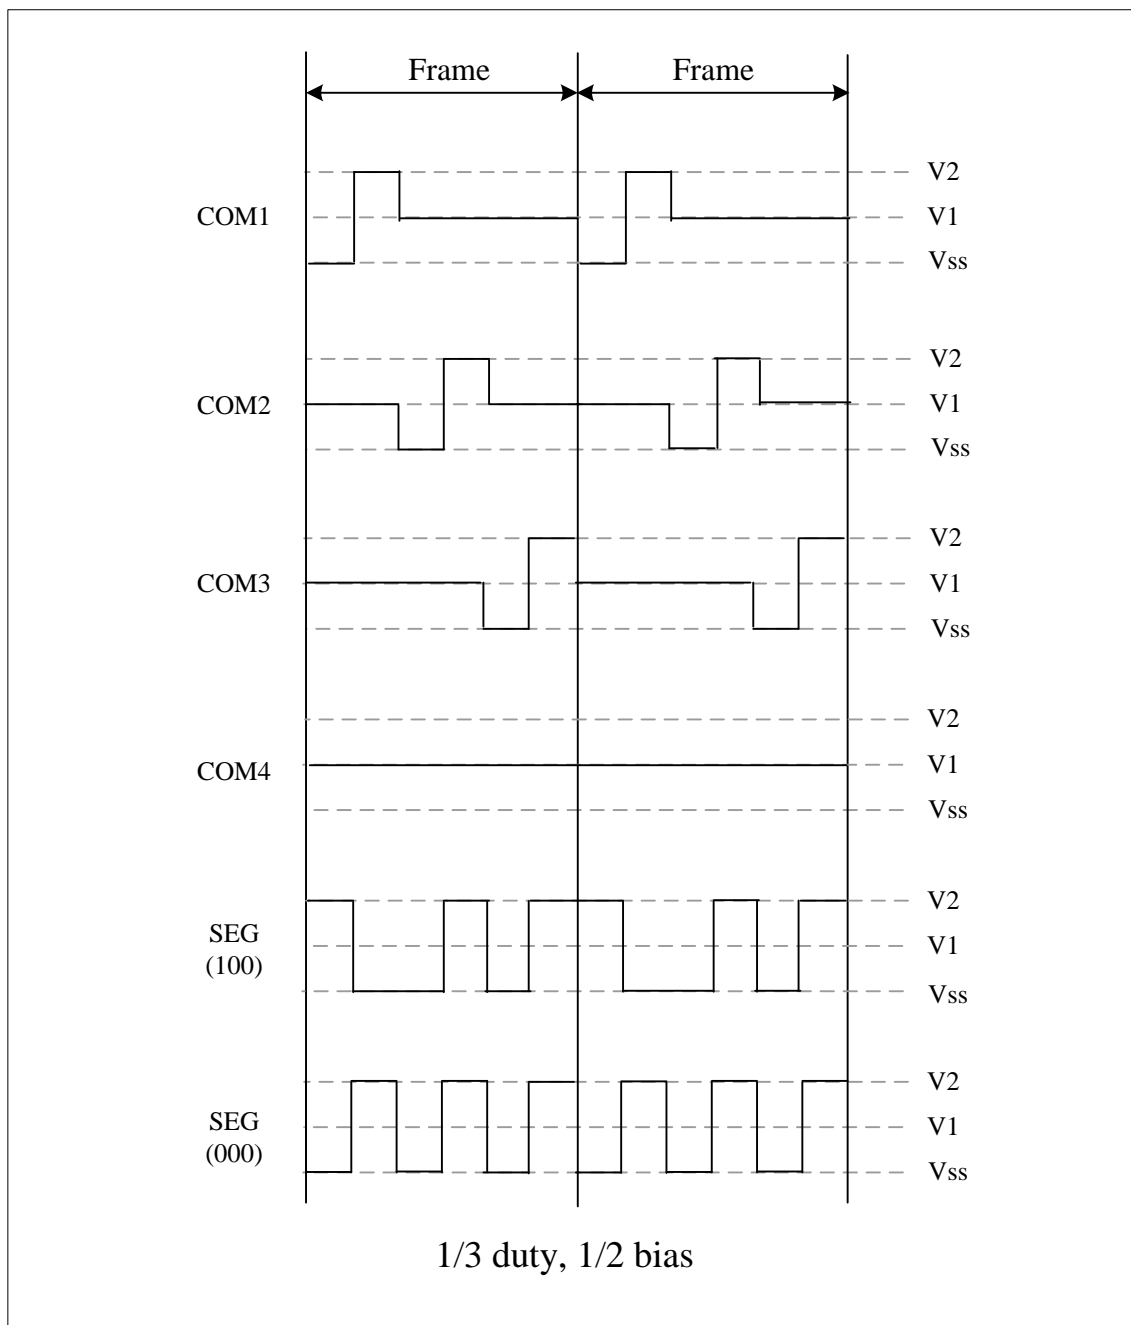 Frame Frame
V2
COM1 V1
Vss
V2
COM2 V1
Vss
V2
COM3 V1
Vss
V2
COM4 V1
Vss
V2
SEG
(100)
V1
Vss
V2
SEG
(000)
V1
Vss
1/3 duty, 1/2 bias